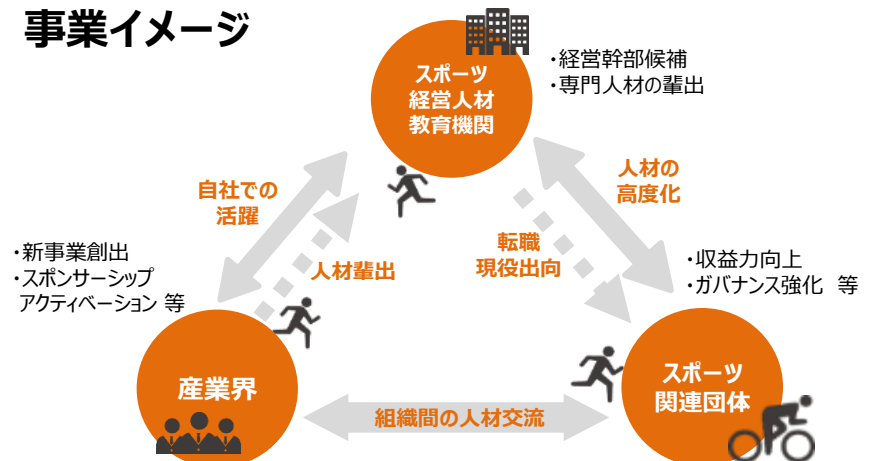 事業イメージ
スポーツ
経営人材
教育機関
・経営幹部候補
・専門人材の輩出
自社での
活躍
人材の
高度化
・新事業創出
・スポンサーシップ
アクティベーション 等
人材輩出
転職
現役出向
・収益力向上
・ガバナンス強化 等
産業界
スポーツ
関連団体
組織間の人材交流